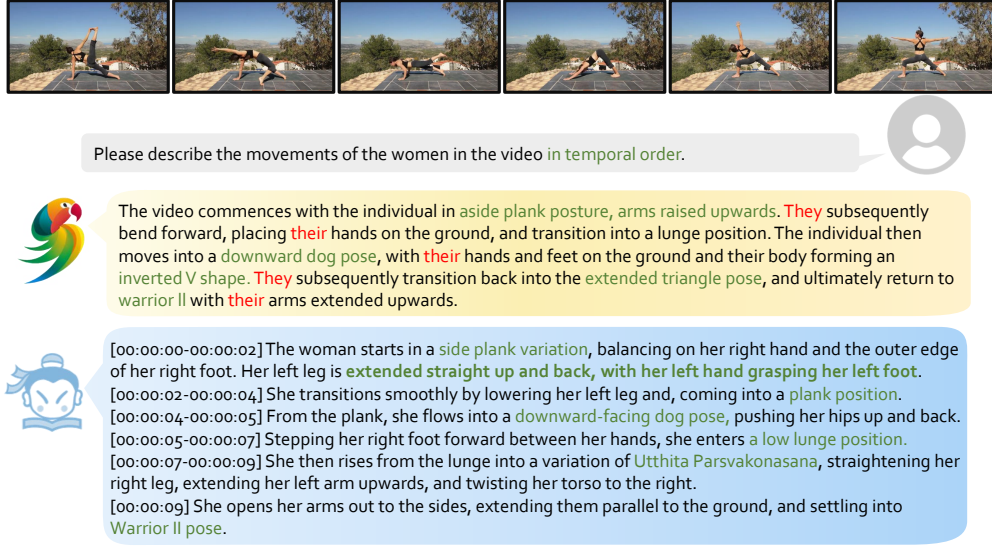 Please describe the movements of the women in the video in temporal order.
The video commences with the individual in aside plank posture, arms raised upwards. They subsequently
bend forward, placing their hands on the ground, and transition into a lunge position. The individual then
moves into a downward dog pose, with their hands and feet on the ground and their body forming an
inverted V shape. They subsequently transition back into the extended triangle pose, and ultimately return to
warrior ll with their arms extended upwards.
[00:00:00-00:00:02] The woman starts in a side plank variation, balancing on her right hand and the outer edge
of her right foot. Her left leg is extended straight up and back, with her left hand grasping her left foot.
[00:00:02-00:00:04] She transitions smoothly by lowering her left leg and, coming into a plank position.
[00:00:04-00:00:05] From the plank, she flows into a downward-facing dog pose, pushing her hips up and back.
[00:00:05-00:00:07] Stepping her right foot forward between her hands, she enters a low lunge position.
[00:00:07-00:00:09] She then rises from the lunge into a variation of Utthita Parsvakonasana, straightening her
right leg, extending her left arm upwards, and twisting her torso to the right.
[00:00:09] She opens her arms out to the sides, extending them parallel to the ground, and settling into
Warrior II pose.